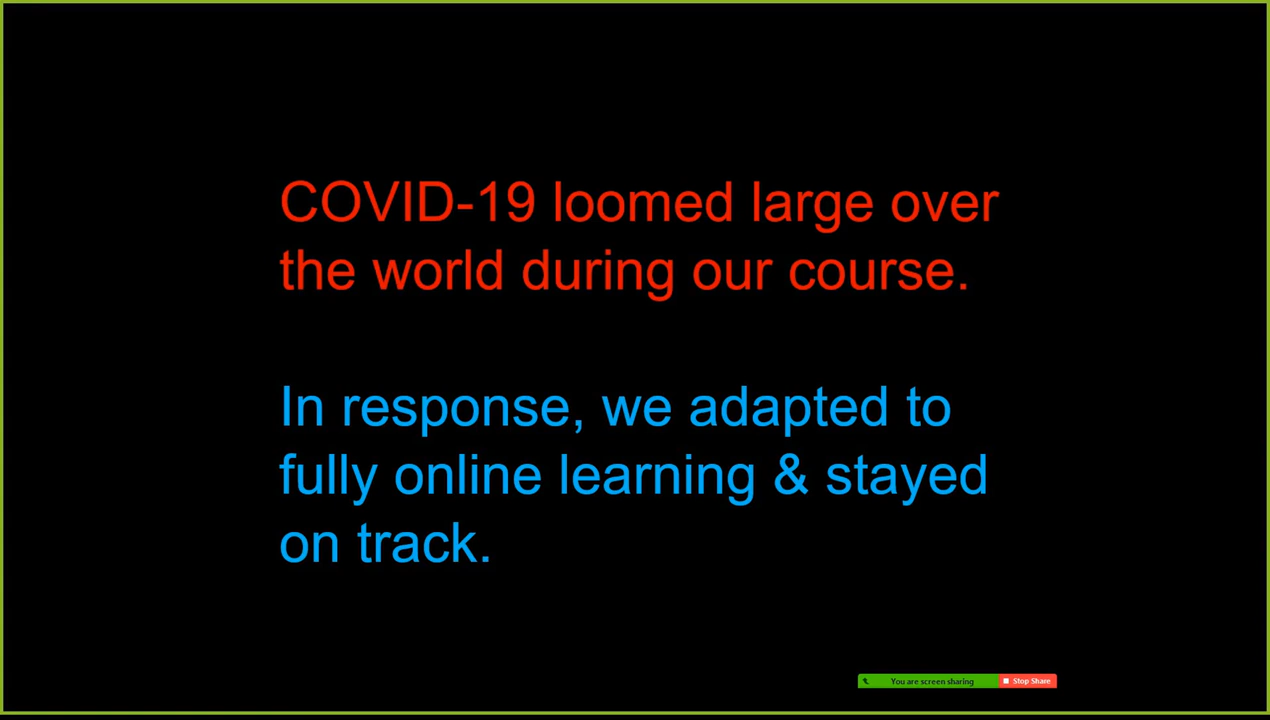 COVID-19 loomed large over
the world during our course.
In response, we adapted to
fully online learning & stayed
on track.
You are screen sharing
Stop Share